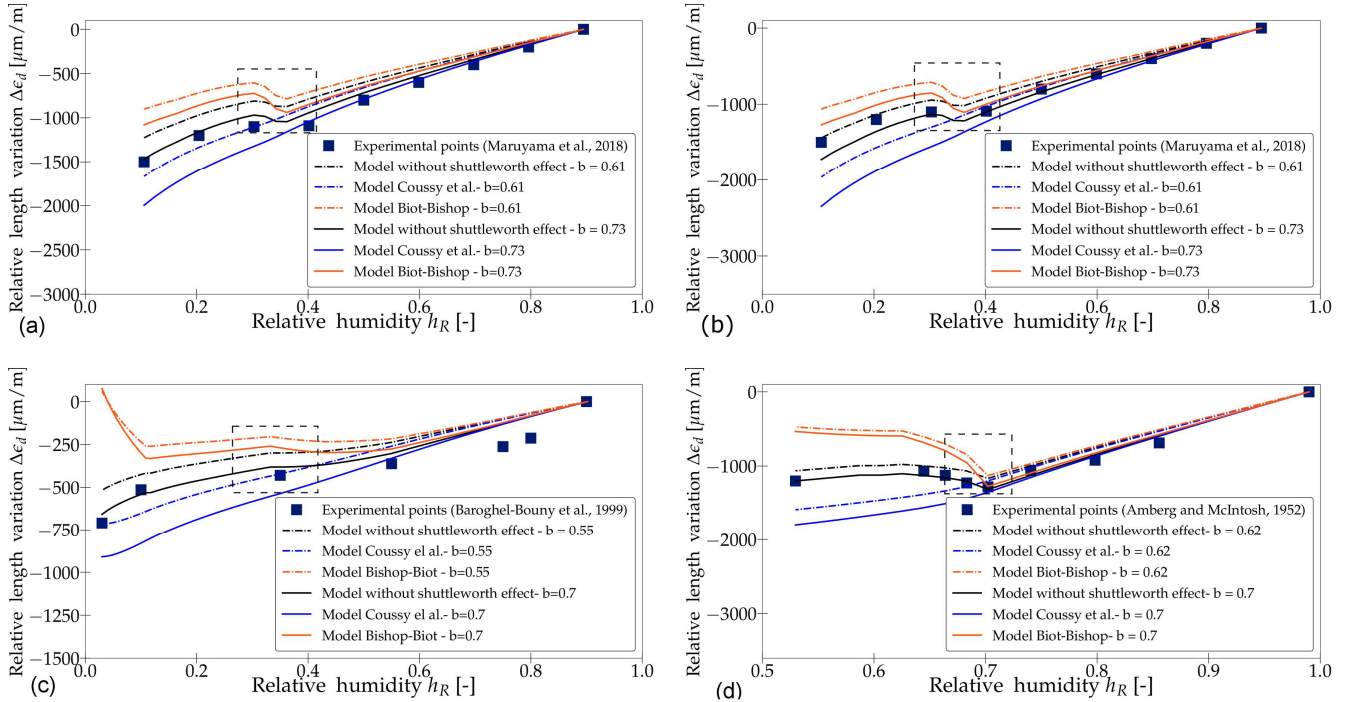 Relative length variation Δϵ_d [μm/m]
0
−500
−1000
−1500
−2000
−2500
−3000
Experimental points (Maruyama et al., 2018)
Model without shuttleworth effect - b = 0.61
Model Coussy et al.- b=0.61
Model Biot-Bishop - b=0.61
Model without shuttleworth effect - b = 0.73
Model Coussy et al.- b=0.73
Model Biot-Bishop - b=0.73
0.0 0.2 0.4 0.6 0.8 1.0
Relative humidity h_R [-]
(a)
Relative length variation Δϵ_d [μm/m]
0
−1000
−2000
−3000
Experimental points (Maruyama et al., 2018)
Model without shuttleworth effect - b = 0.61
Model Coussy et al.- b=0.61
Model Biot-Bishop - b=0.61
Model without shuttleworth effect - b = 0.73
Model Coussy et al.- b=0.73
Model Biot-Bishop - b=0.73
0.0 0.2 0.4 0.6 0.8 1.0
Relative humidity h_R [-]
(b)
Relative length variation Δϵ_d [μm/m]
0
−250
−500
−750
−1000
−1250
−1500
Experimental points (Baroghel-Bouny et al., 1999)
Model without shuttleworth effect - b = 0.55
Model Coussy el al.- b=0.55
Model Bishop-Biot - b=0.55
Model without shuttleworth effect- b=0.7
Model Coussy el al.- b=0.7
Model Bishop-Biot - b=0.7
0.0 0.2 0.4 0.6 0.8 1.0
Relative humidity h_R [-]
(c)
Relative length variation Δϵ_d [μm/m]
0
−1000
−2000
−3000
Experimental points (Amberg and McIntosh, 1952)
Model without shuttleworth effect- b = 0.62
Model Coussy et al.- b = 0.62
Model Biot-Bishop - b = 0.62
Model without shuttleworth effect- b = 0.7
Model Coussy et al.- b = 0.7
Model Biot-Bishop- b = 0.7
0.5 0.6 0.7 0.8 0.9 1.0
Relative humidity h_R [-]
(d)